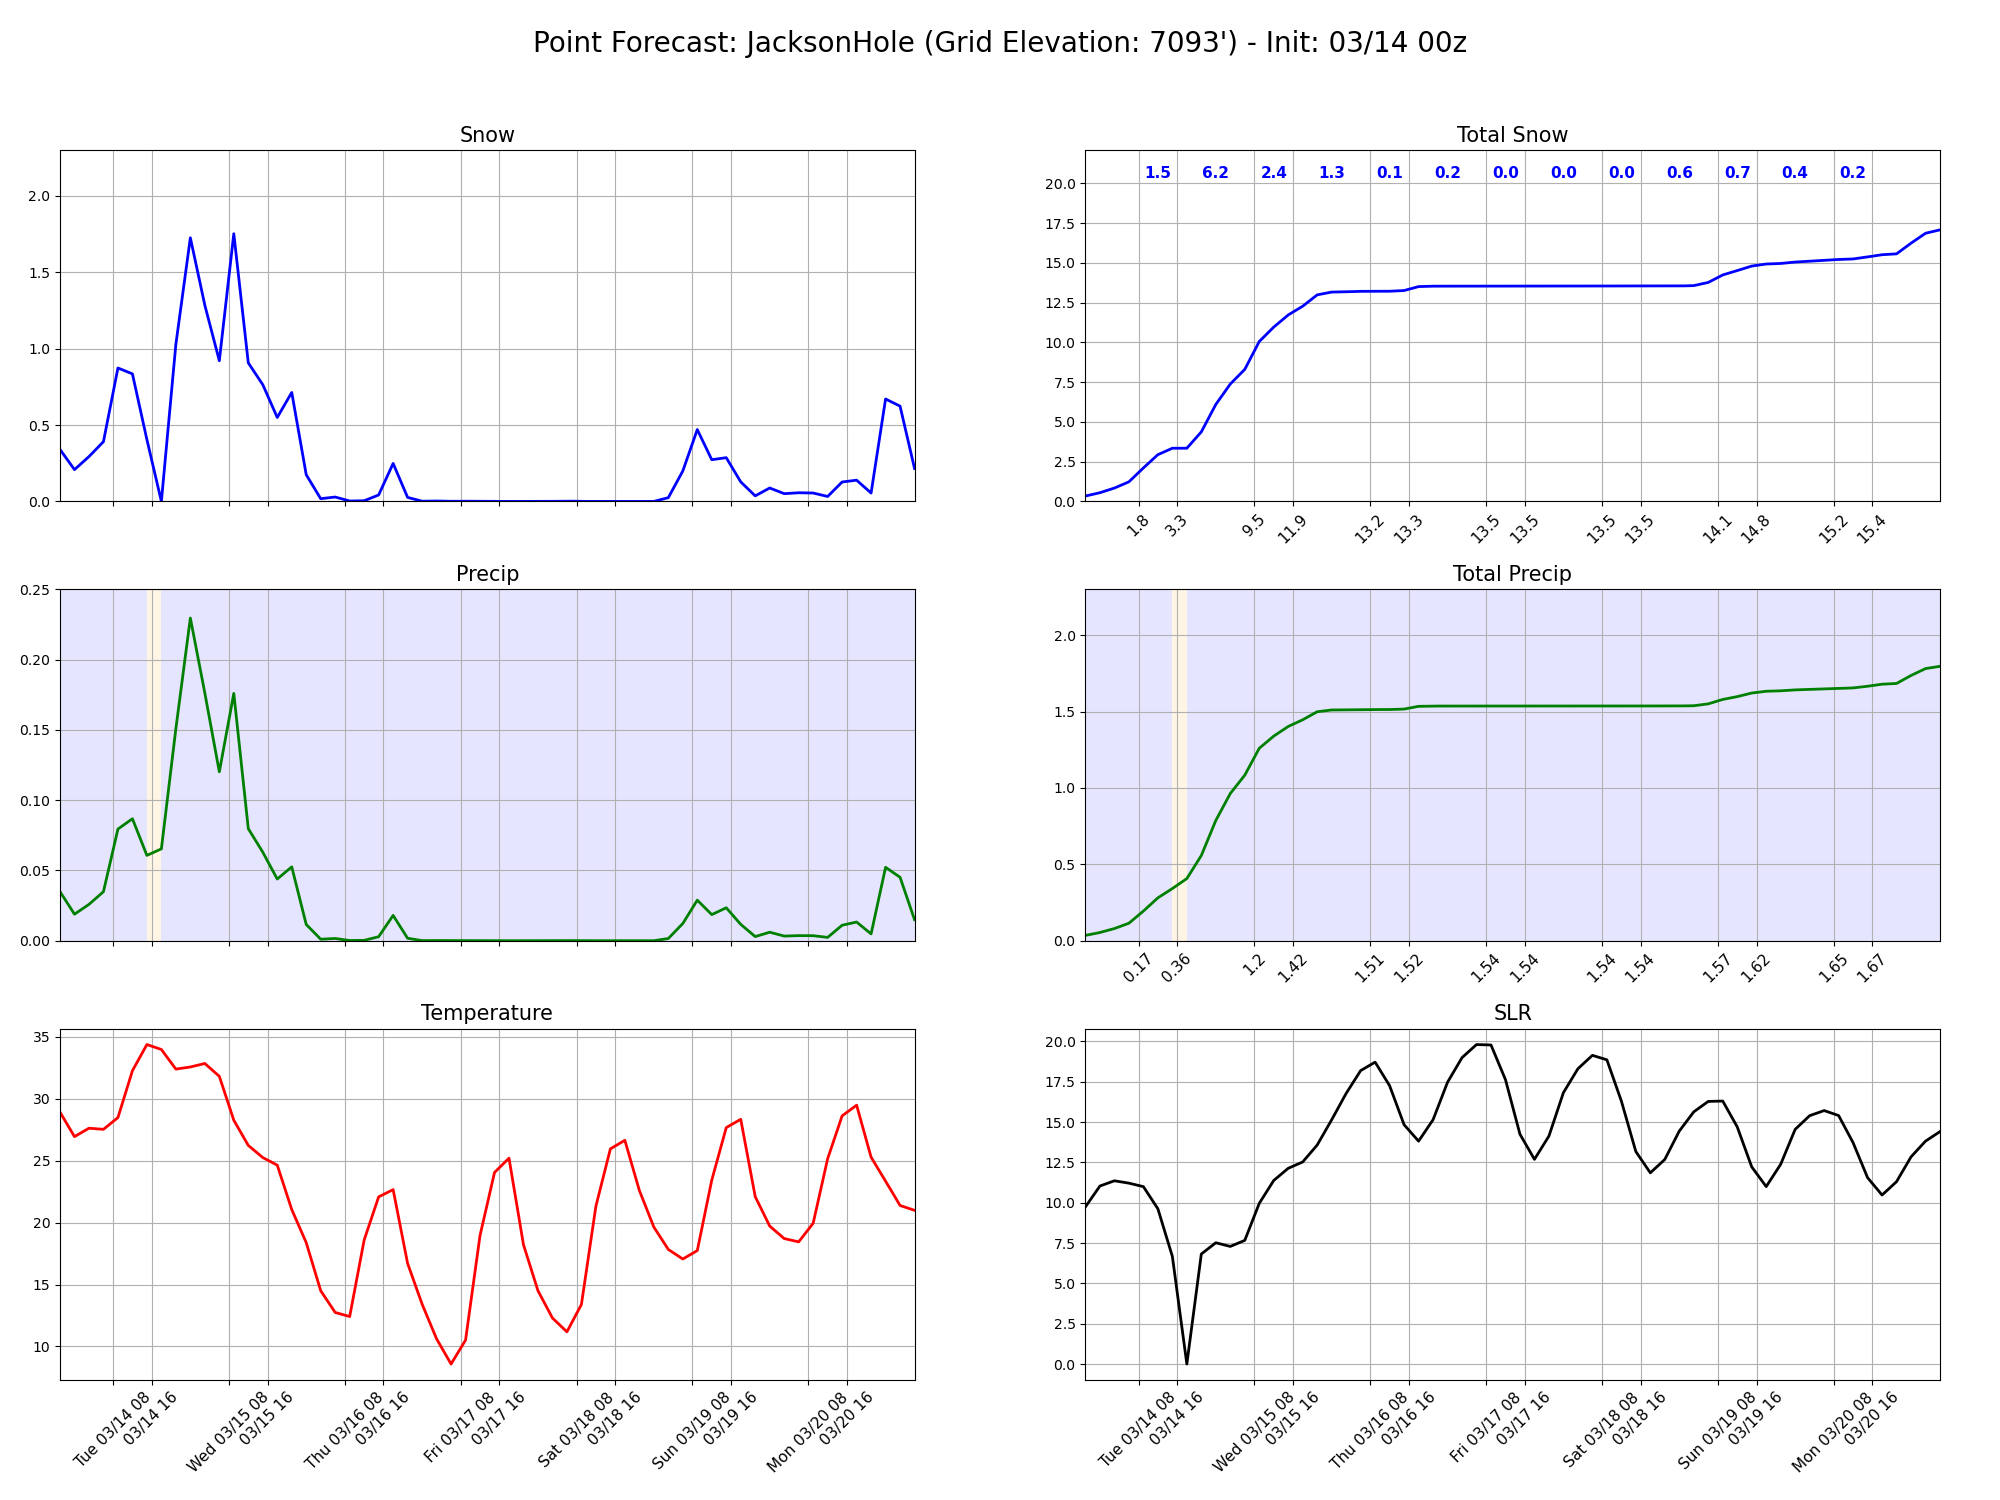 Point Forecast: JacksonHole (Grid Elevation: 7093') - Init: 03/14 00z
Snow
2.0
1.5
1.0
0.5
0.0
Total Snow
1.5 6.2 2.4 1.3 0.1 0.2 0.0 0.0 0.0 0.6 0.7 0.4 0.2
20.0
17.5
15.0
12.5
10.0
7.5
5.0
2.5
0.0
1.8 3.3 9.5 11.9 13.2 13.3 13.5 13.5 13.5 13.5 14.1 14.8 15.2 15.4
Precip
0.25
0.20
0.15
0.10
0.05
0.00
Total Precip
2.0
1.5
1.0
0.5
0.0
0.17 0.36 1.2 1.42 1.51 1.52 1.54 1.54 1.54 1.54 1.57 1.62 1.65 1.67
Temperature
35
30
25
20
15
10
Tue 03/14 08
03/14 16
Wed 03/15 08
03/15 16
Thu 03/16 08
03/16 16
Fri 03/17 08
03/17 16
Sat 03/18 08
03/18 16
Sun 03/19 08
03/19 16
Mon 03/20 08
03/20 16
SLR
20.0
17.5
15.0
12.5
10.0
7.5
5.0
2.5
0.0
Tue 03/14 08
03/14 16
Wed 03/15 08
03/15 16
Thu 03/16 08
03/16 16
Fri 03/17 08
03/17 16
Sat 03/18 08
03/18 16
Sun 03/19 08
03/19 16
Mon 03/20 08
03/20 16